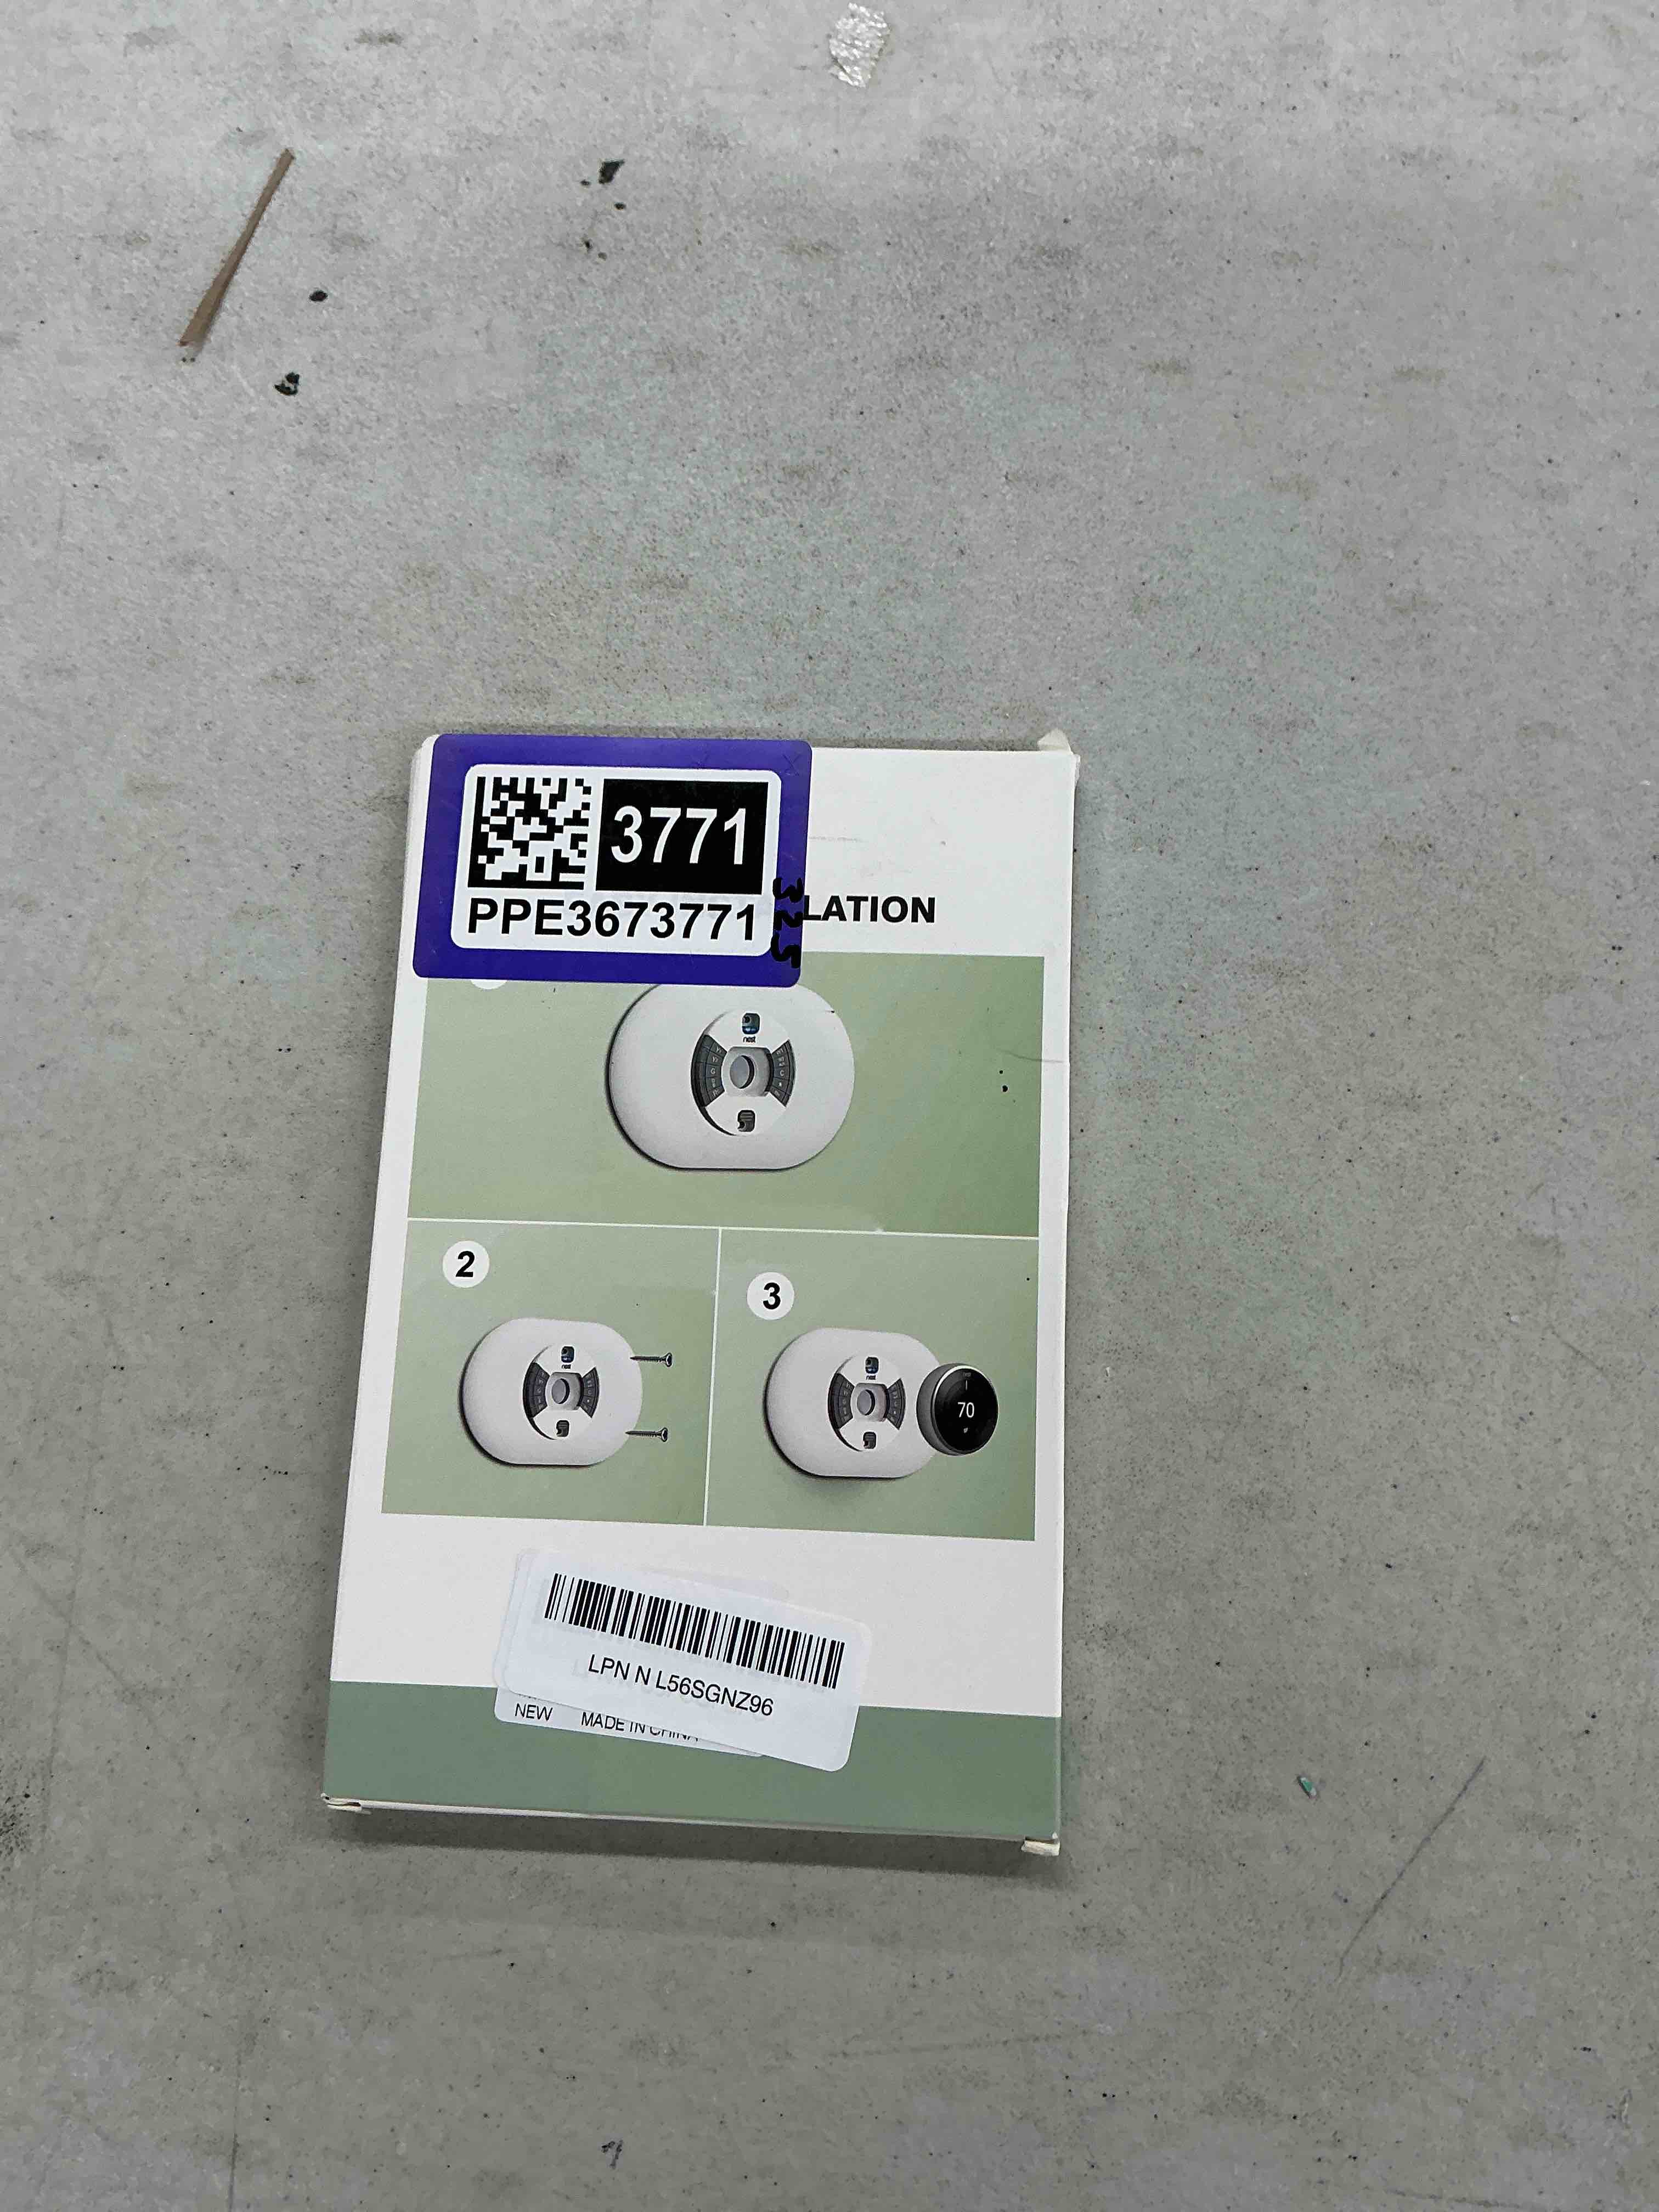 3771
PPE3673771
325
LATION
nest
2
3
nest
nest
70
LPN N L56SGNZ96
NEW MADE IN CHINA